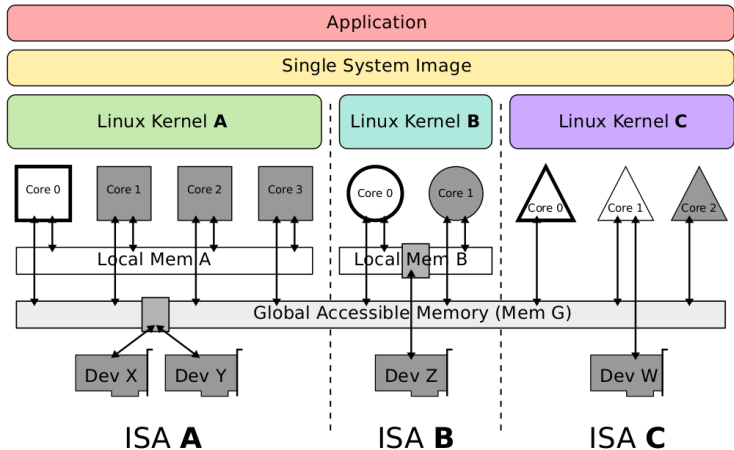 Application
Single System Image
Linux Kernel A
Linux Kernel B
Linux Kernel C
Core 0
Core 1
Core 2
Core 3
Core 0
Core 1
Core 0
Core 1
Core 2
Local Mem A
Local Mem B
Global Accessible Memory (Mem G)
Dev X
Dev Y
Dev Z
Dev W
ISA A
ISA B
ISA C